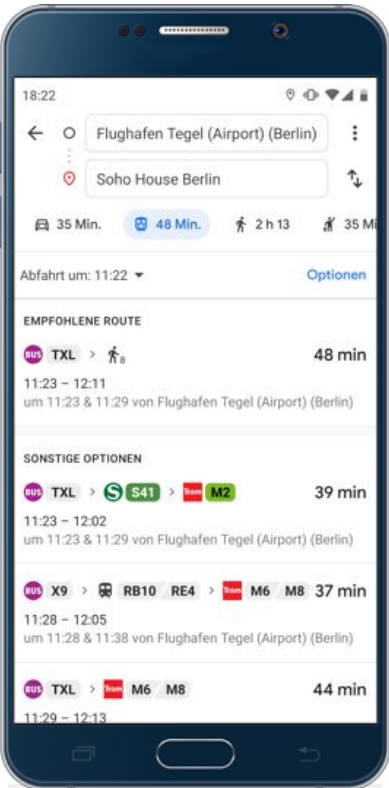 18:22
Flughafen Tegel (Airport) (Berlin)
Soho House Berlin
35 Min. 48 Min. 2 h 13 35 Mi
Abfahrt um: 11:22 Optionen
EMPFOHLENE ROUTE
BUS TXL > 8 48 min
11:23 – 12:11
um 11:23 & 11:29 von Flughafen Tegel (Airport) (Berlin)
SONSTIGE OPTIONEN
BUS TXL > S S41 > Tram M2 39 min
11:23 – 12:02
um 11:23 & 11:29 von Flughafen Tegel (Airport) (Berlin)
BUS X9 > RB10 RE4 > Tram M6 M8 37 min
11:28 – 12:05
um 11:28 & 11:38 von Flughafen Tegel (Airport) (Berlin)
BUS TXL > Tram M6 M8 44 min
11:29 – 12:13